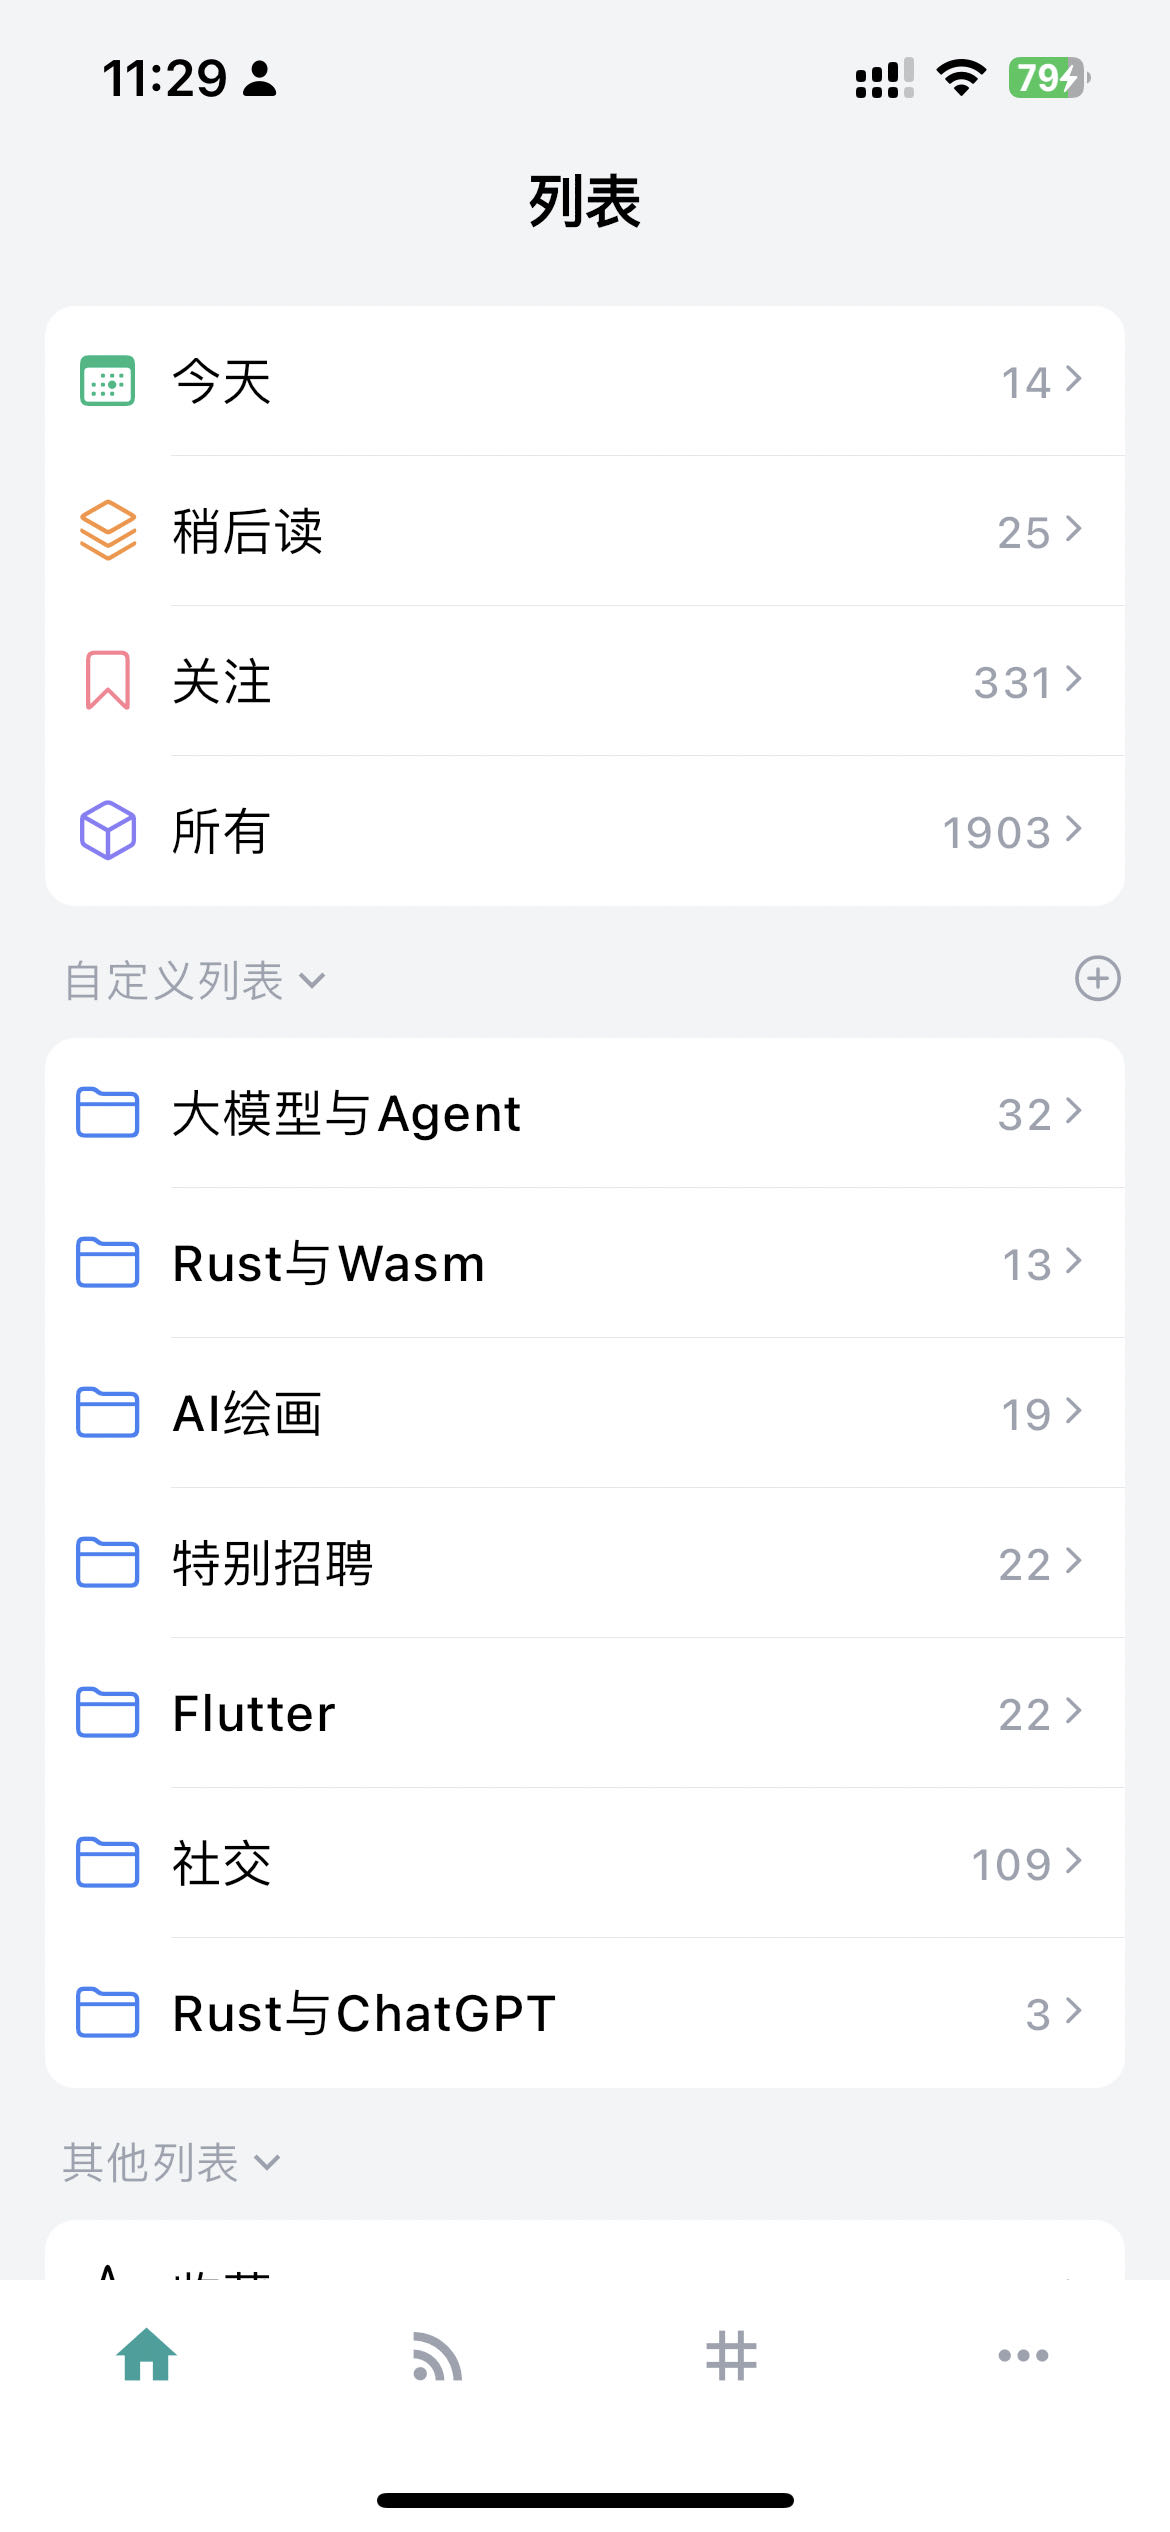 11:29
79
列表
今天 14
稍后读 25
关注 331
所有 1903
自定义列表
大模型与Agent 32
Rust与Wasm 13
AI绘画 19
特别招聘 22
Flutter 22
社交 109
Rust与ChatGPT 3
其他列表